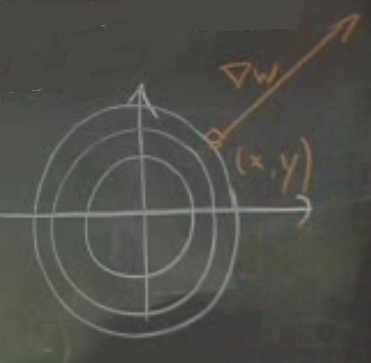 ∇w
(x, y)